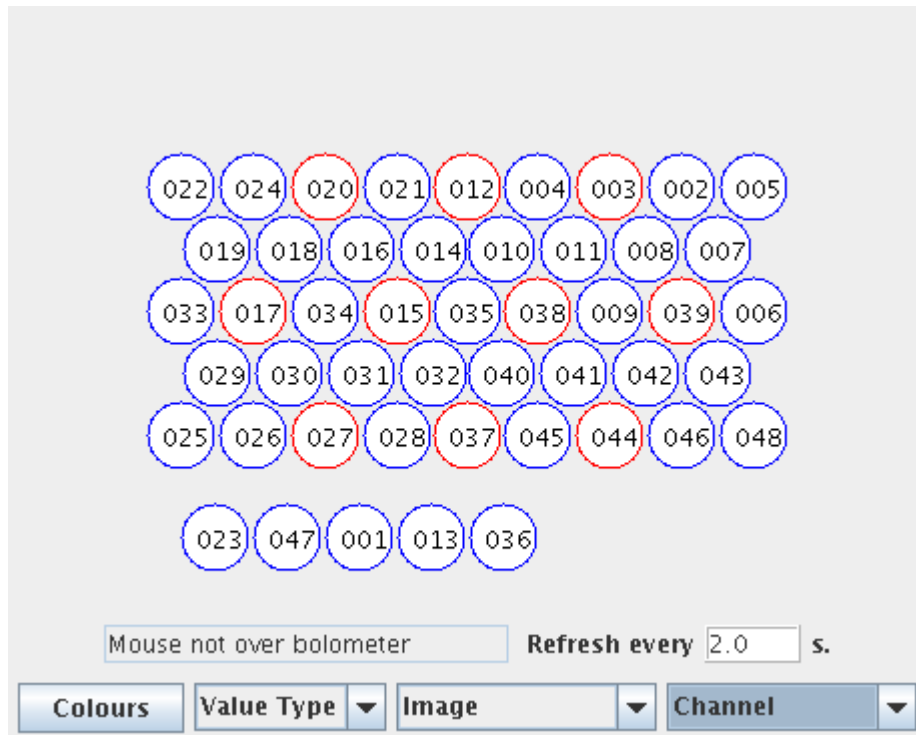 022 024 020 021 012 004 003 002 005
019 018 016 014 010 011 008 007
033 017 034 015 035 038 009 039 006
029 030 031 032 040 041 042 043
025 026 027 028 037 045 044 046 048
023 047 001 013 036
Mouse not over bolometer Refresh every 2.0 s.
Colours Value Type Image Channel